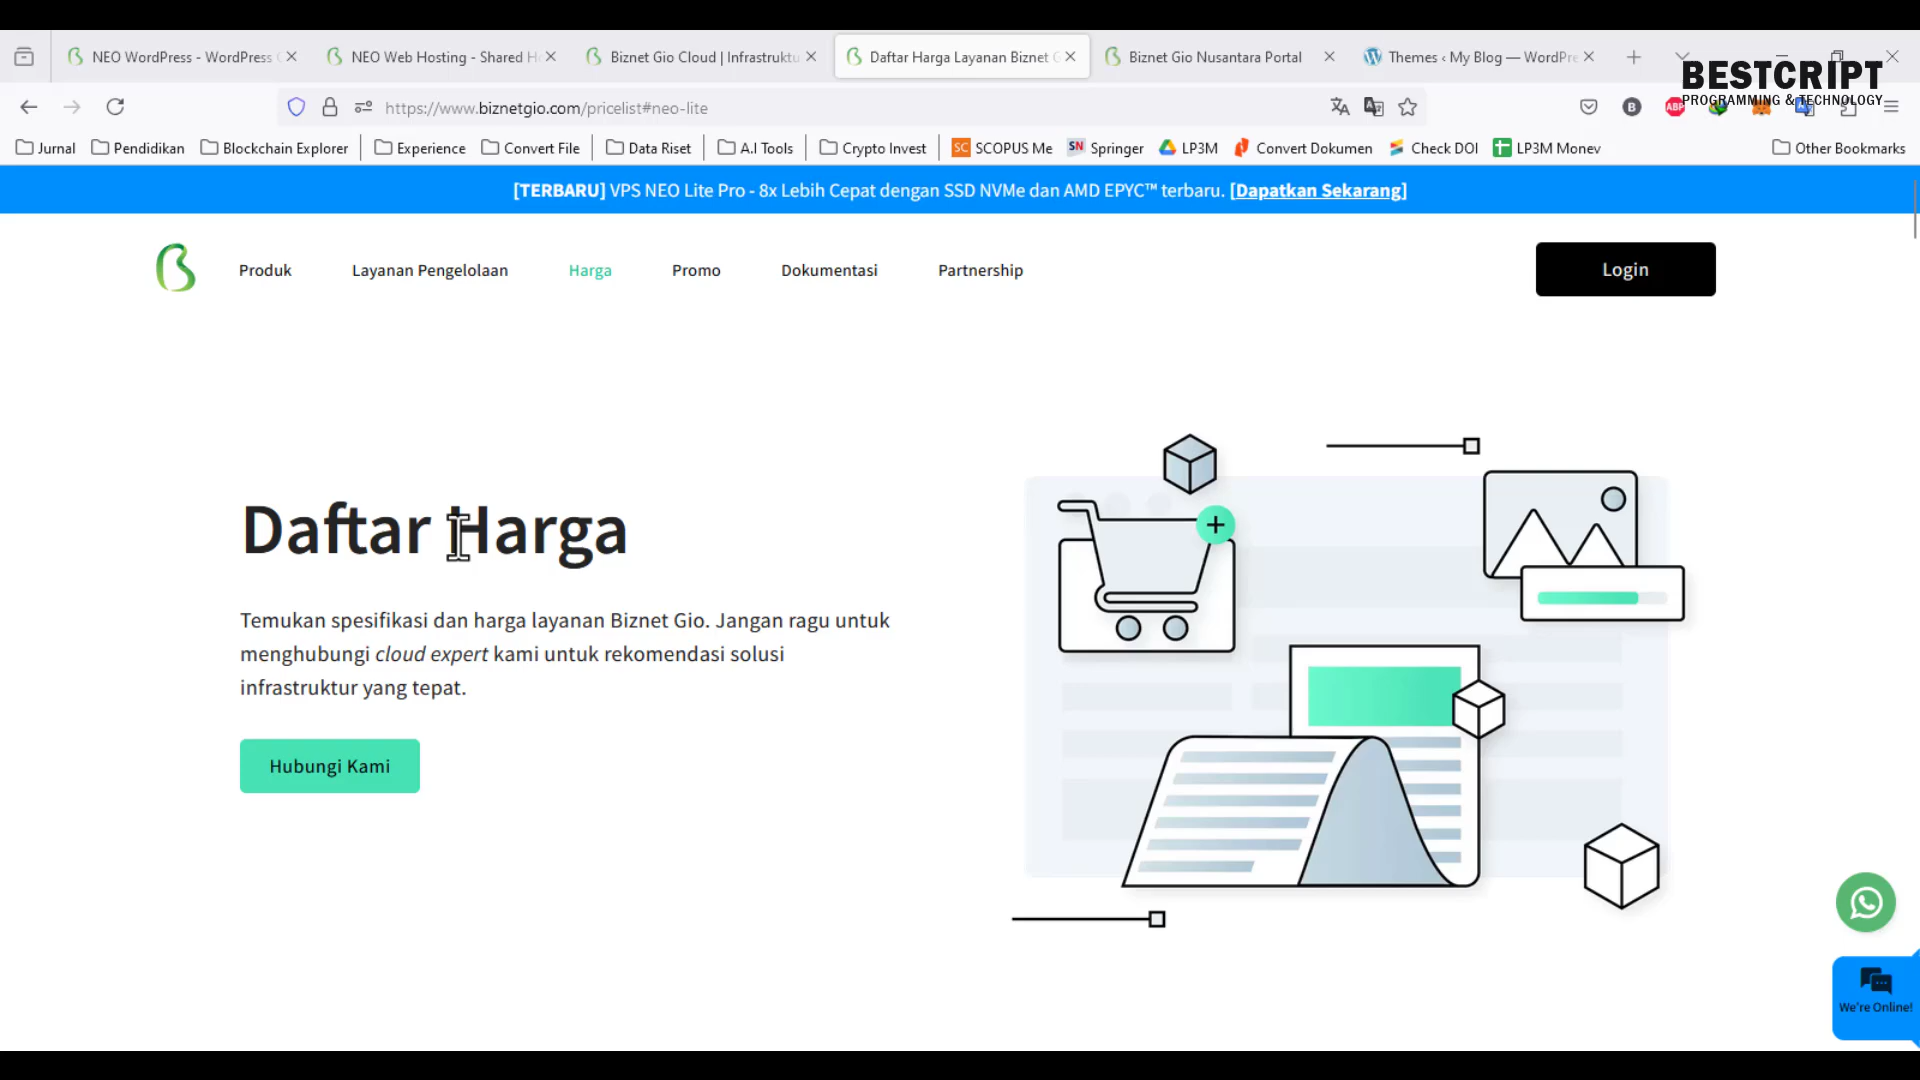 NEO WordPress - WordPress
NEO Web Hosting - Shared H
Biznet Gio Cloud | Infrastruktu
Daftar Harga Layanan Biznet G
Biznet Gio Nusantara Portal
Themes ‹ My Blog — WordPre
BESTCRIPT
PROGRAMMING & TECHNOLOGY
https://www.biznetgio.com/pricelist#neo-lite
B
ABP
Jurnal
Pendidikan
Blockchain Explorer
Experience
Convert File
Data Riset
A.I Tools
Crypto Invest
SC SCOPUS Me
SN Springer
LP3M
Convert Dokumen
Check DOI
LP3M Monev
Other Bookmarks
[TERBARU] VPS NEO Lite Pro - 8x Lebih Cepat dengan SSD NVMe dan AMD EPYC™ terbaru. [Dapatkan Sekarang]
Produk
Layanan Pengelolaan
Harga
Promo
Dokumentasi
Partnership
Login
Daftar Harga
Temukan spesifikasi dan harga layanan Biznet Gio. Jangan ragu untuk
menghubungi cloud expert kami untuk rekomendasi solusi
infrastruktur yang tepat.
Hubungi Kami
We're Online!